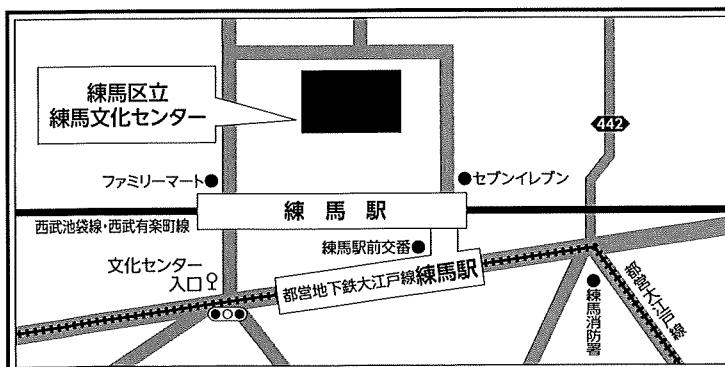 練馬区立
練馬文化センター
442
ファミリーマート
セブンイレブン
練馬駅
西武池袋線・西武有楽町線
練馬駅前交番
文化センター
入口
都営地下鉄大江戸線練馬駅
練馬消防署
都営大江戸線